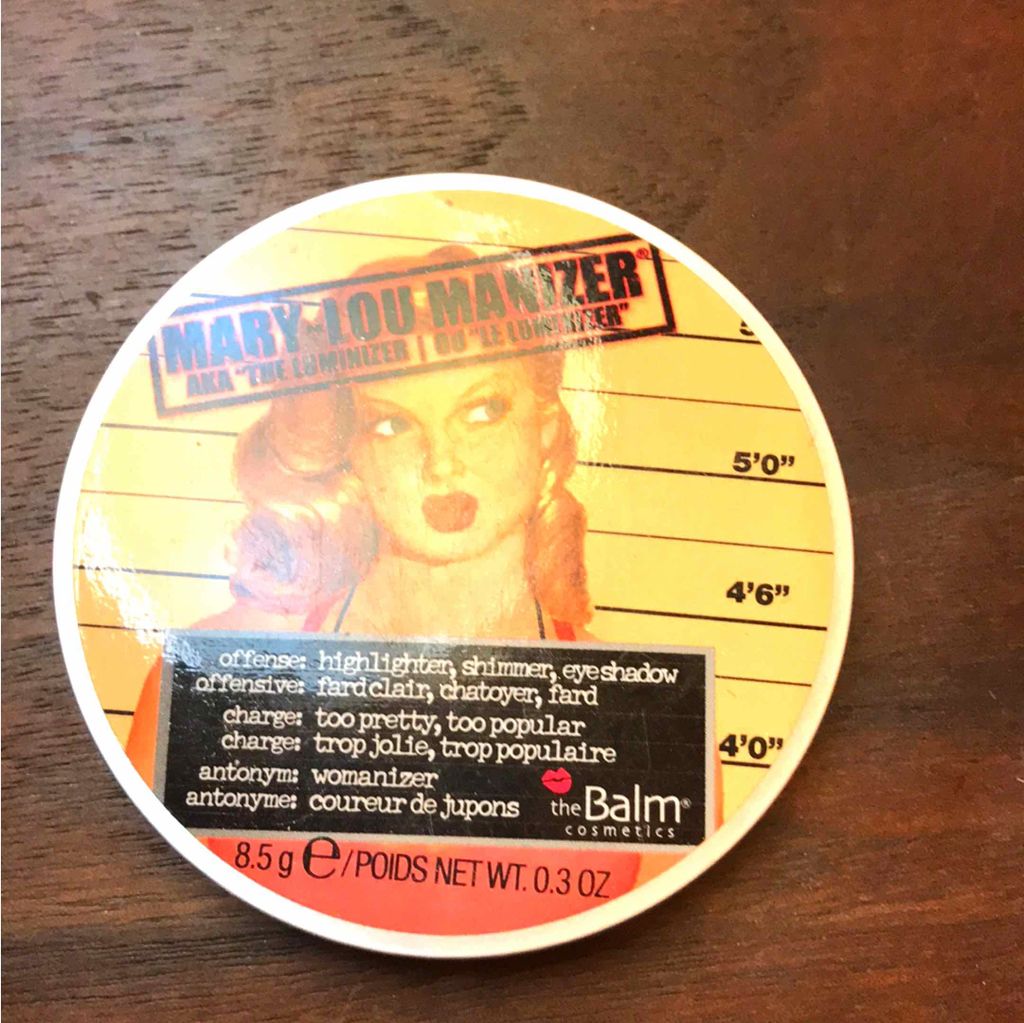 MARY-LOU MANIZER®
AKA "THE LUMINIZER | OU "LE LUMINIZER"
5'0"
4'6"
4'0"
offense: highlighter, shimmer, eyeshadow
offensive: fard clair, chatoyer, fard
charge: too pretty, too popular
charge: trop jolie, trop populaire
antonym: womanizer
antonyme: coureur de jupons
theBalm®
cosmetics
8.5 g e/POIDS NET WT. 0.3 OZ